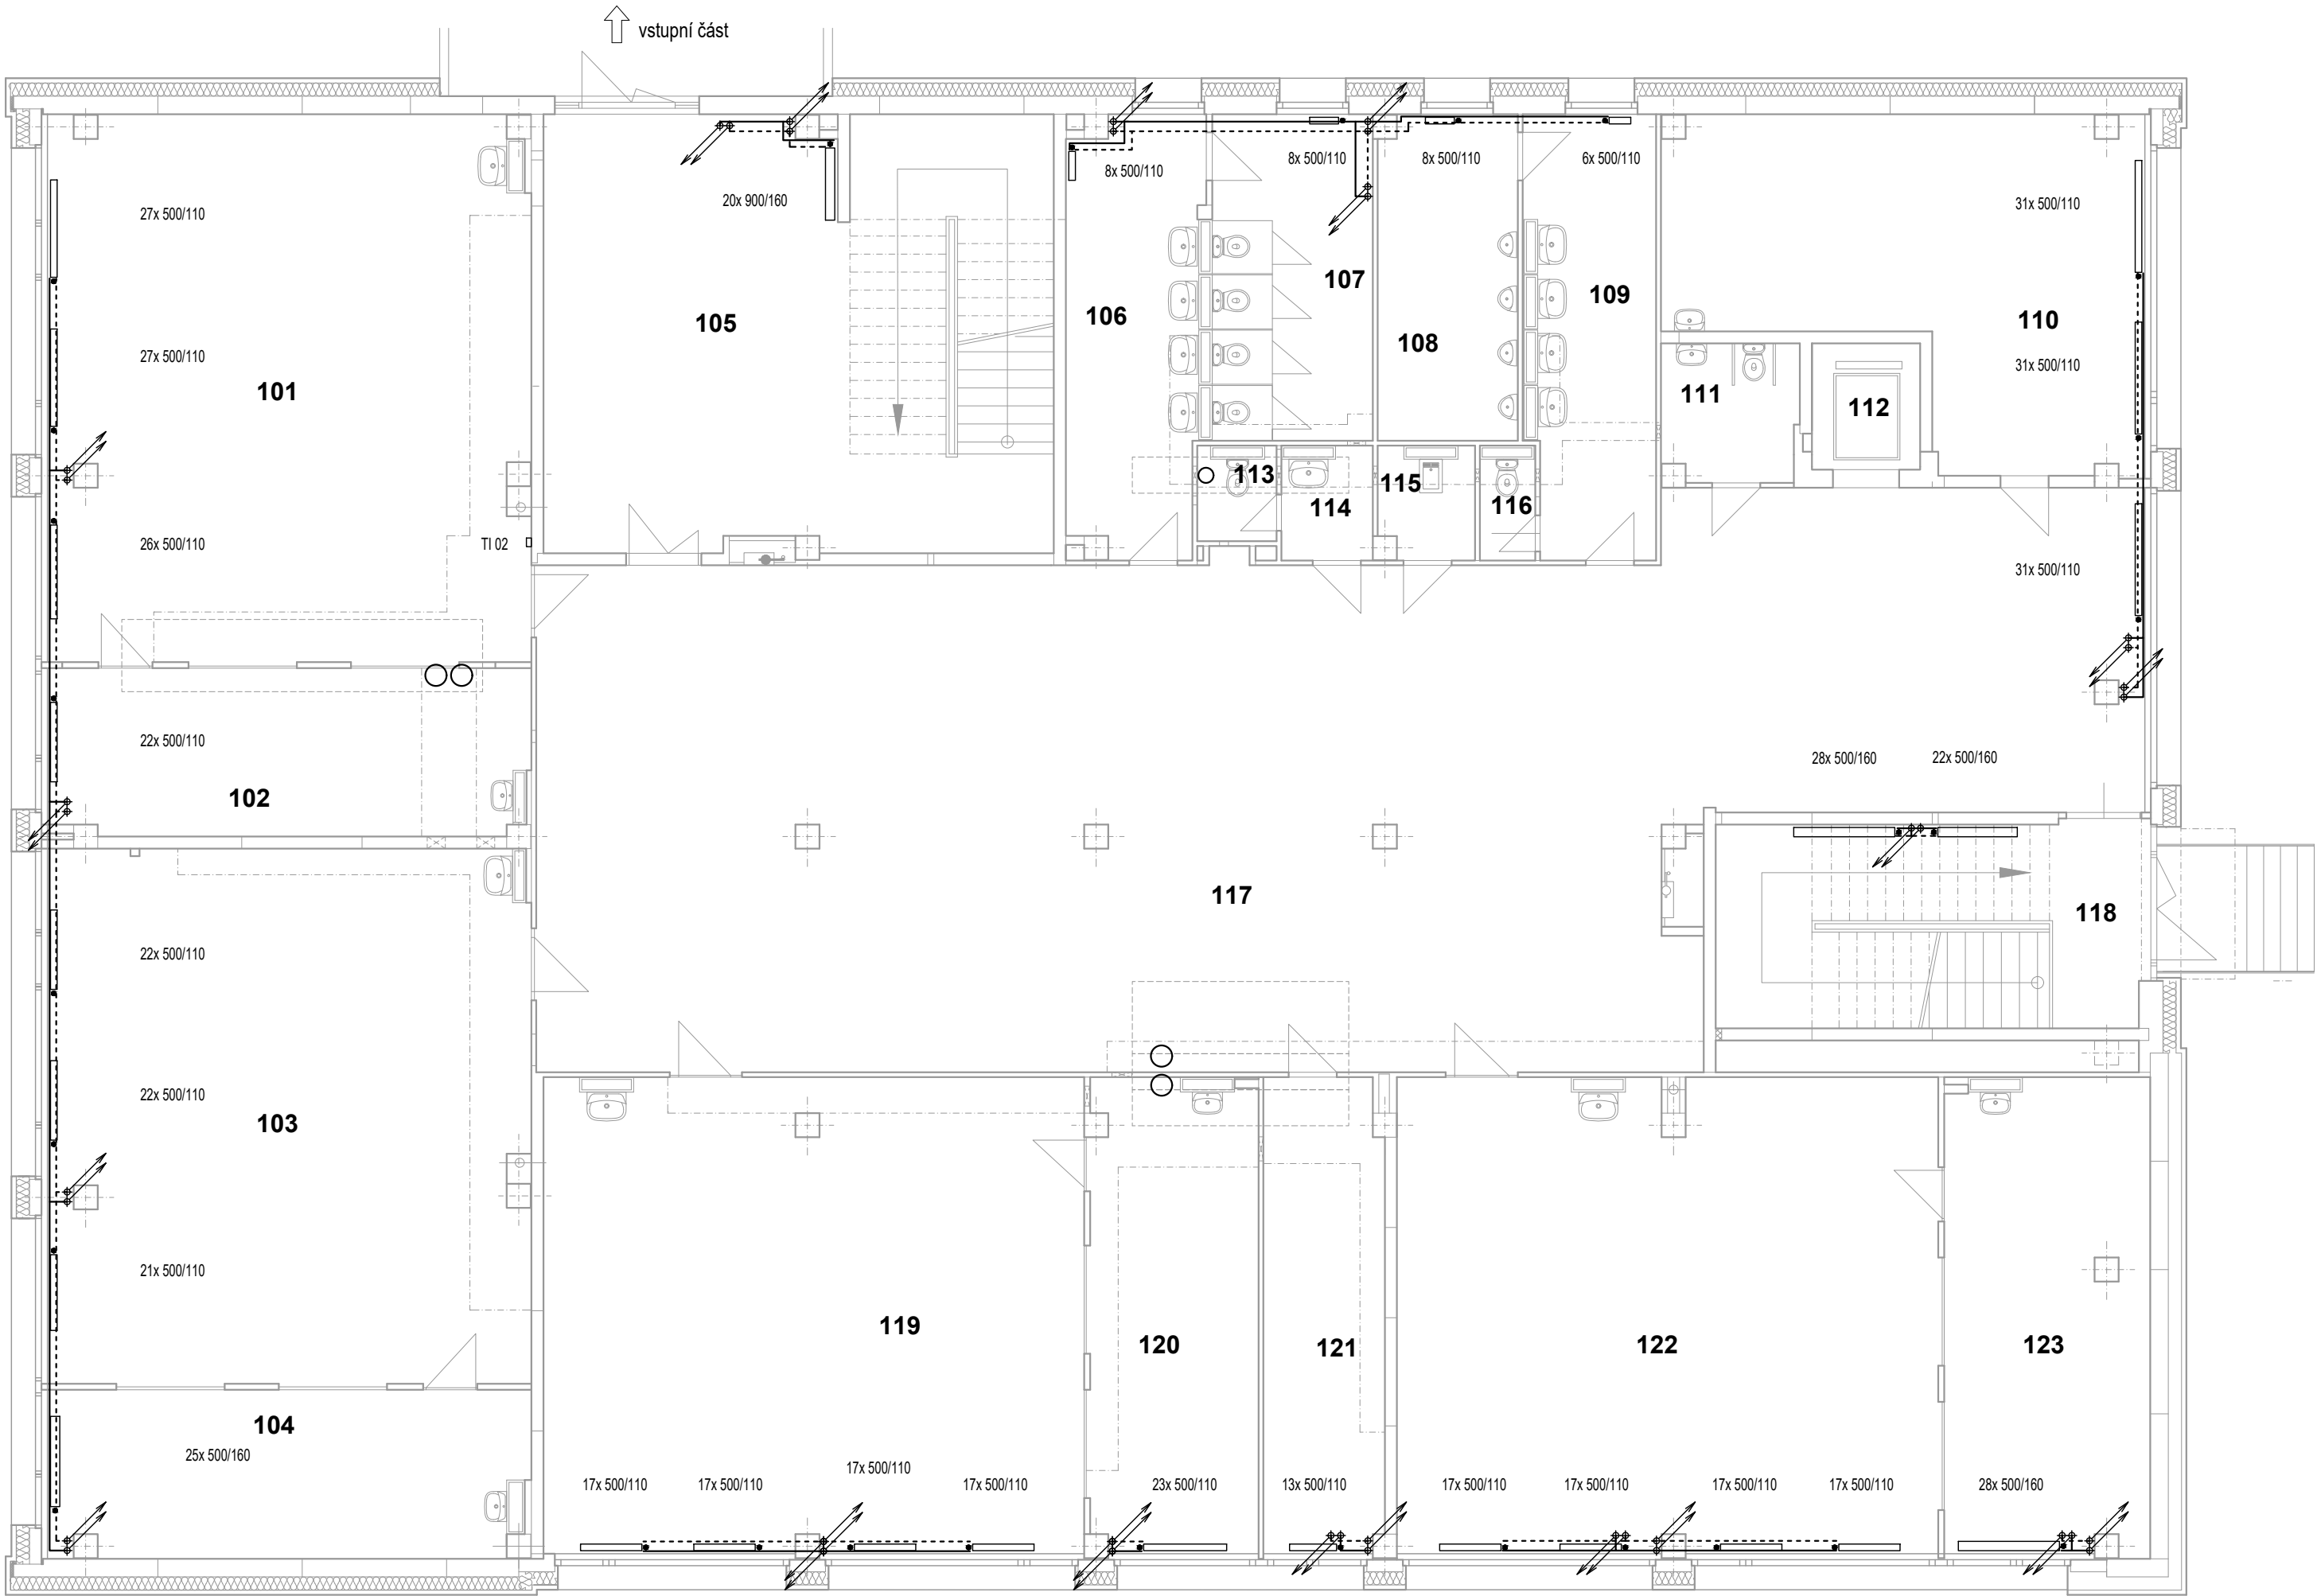 vstupní část
8x 500/110
8x 500/110
8x 500/110
6x 500/110
27x 500/110
20x 900/160
31x 500/110
107
109
105
106
110
108
27x 500/110
31x 500/110
101
111
112
113
115
114
116
TI 02
26x 500/110
31x 500/110
22x 500/110
28x 500/160
22x 500/160
102
117
118
22x 500/110
22x 500/110
103
21x 500/110
119
120
121
122
123
104
25x 500/160
17x 500/110
17x 500/110
17x 500/110
17x 500/110
23x 500/110
13x 500/110
17x 500/110
17x 500/110
17x 500/110
17x 500/110
28x 500/160